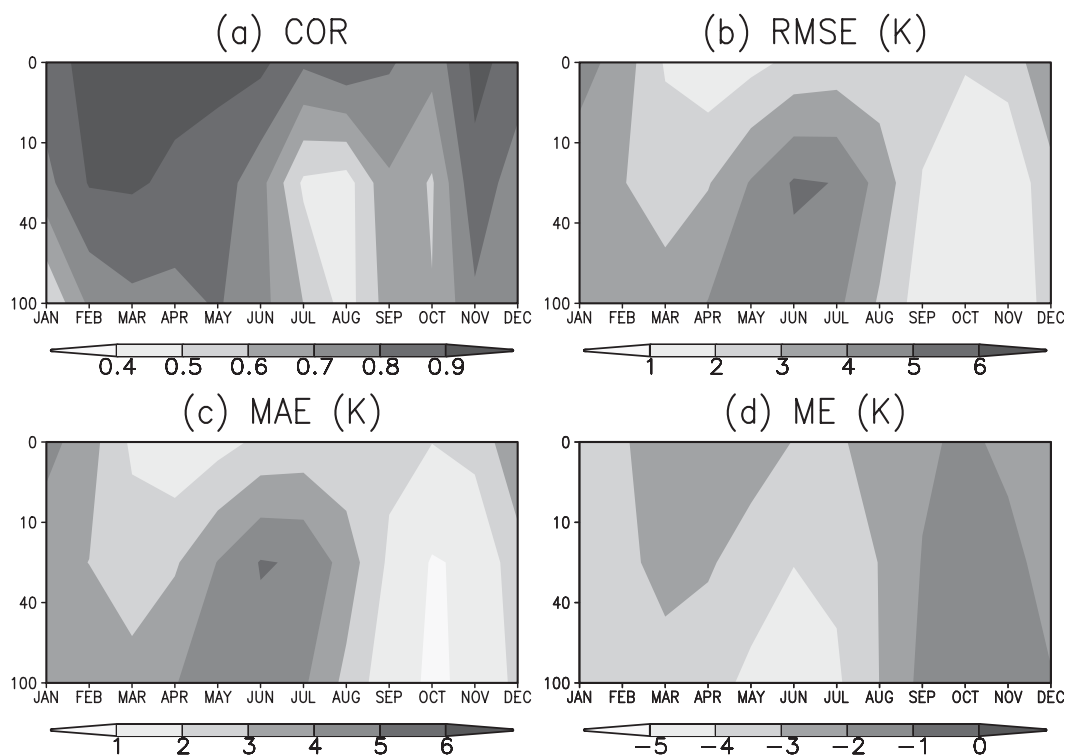 (a) COR
(b) RMSE (K)
0
10
40
100
JAN FEB MAR APR MAY JUN JUL AUG SEP OCT NOV DEC
0.4 0.5 0.6 0.7 0.8 0.9
0
10
40
100
JAN FEB MAR APR MAY JUN JUL AUG SEP OCT NOV DEC
1 2 3 4 5 6
(c) MAE (K)
(d) ME (K)
0
10
40
100
JAN FEB MAR APR MAY JUN JUL AUG SEP OCT NOV DEC
1 2 3 4 5 6
0
10
40
100
JAN FEB MAR APR MAY JUN JUL AUG SEP OCT NOV DEC
-5 -4 -3 -2 -1 0